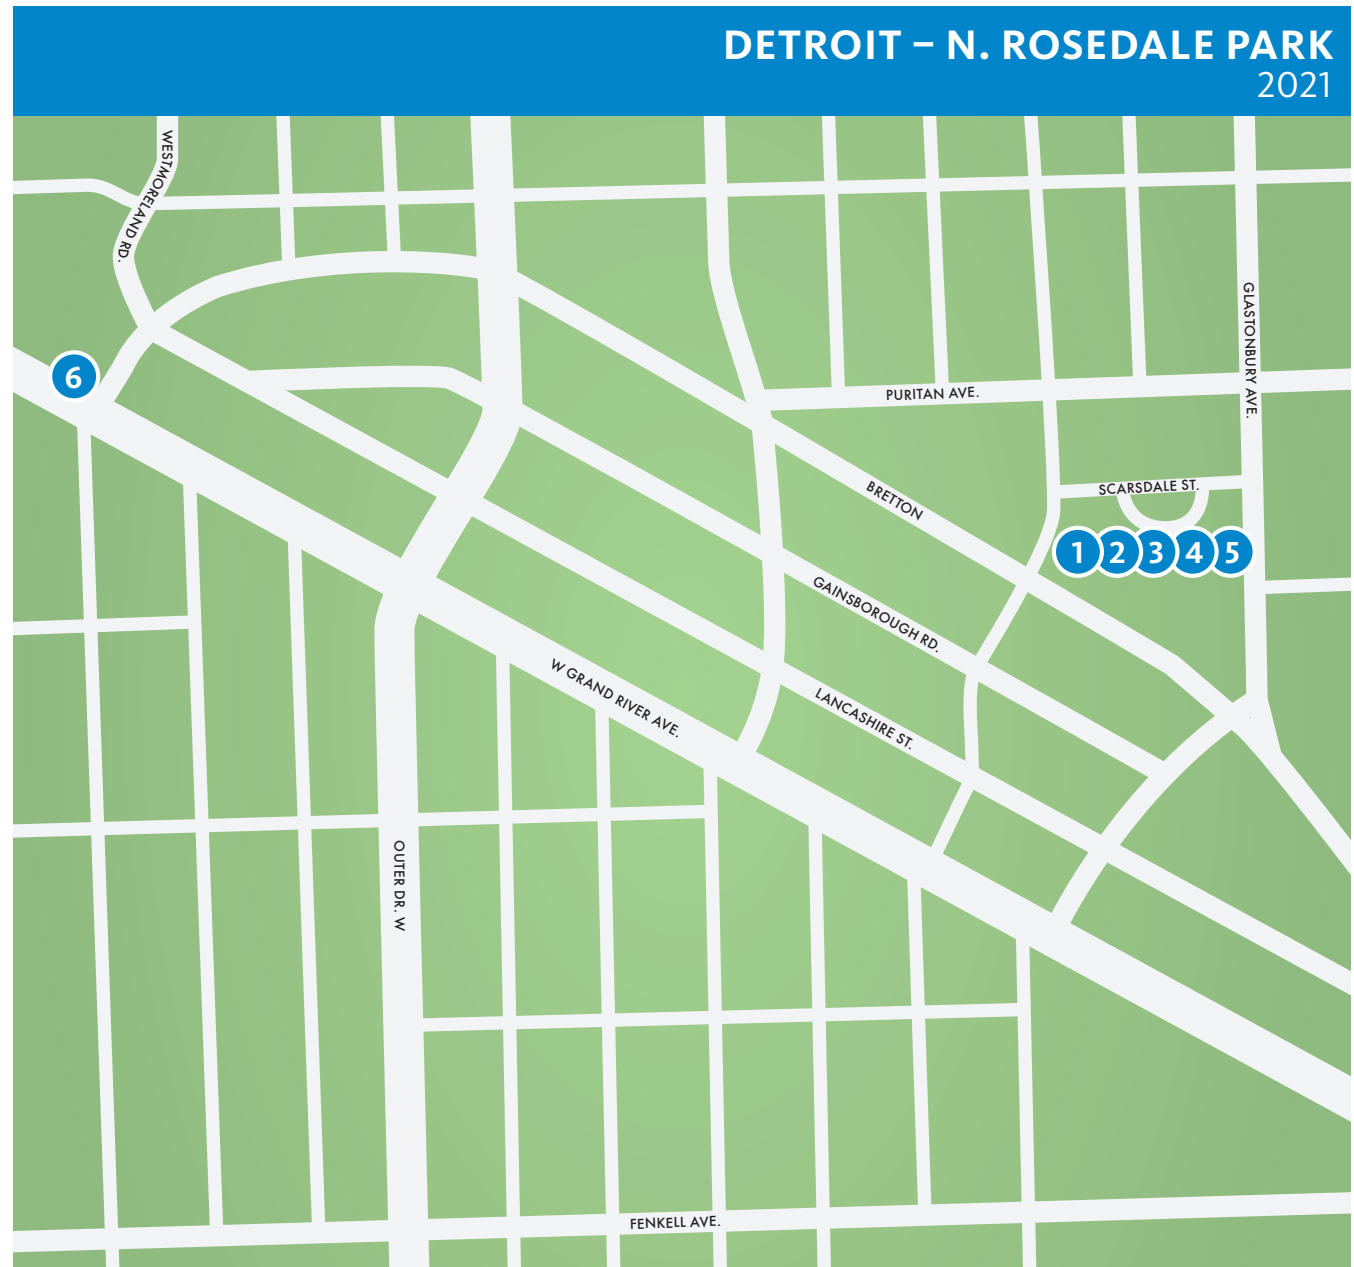 DETROIT – N. ROSEDALE PARK
2021
WESTMORELAND RD.
GLASTONBURY AVE.
6
PURITAN AVE.
BRETTON
SCARSDALE ST.
1 2 3 4 5
GAINSBOROUGH RD.
W GRAND RIVER AVE.
LANCASHIRE ST.
OUTER DR. W
FENKELL AVE.